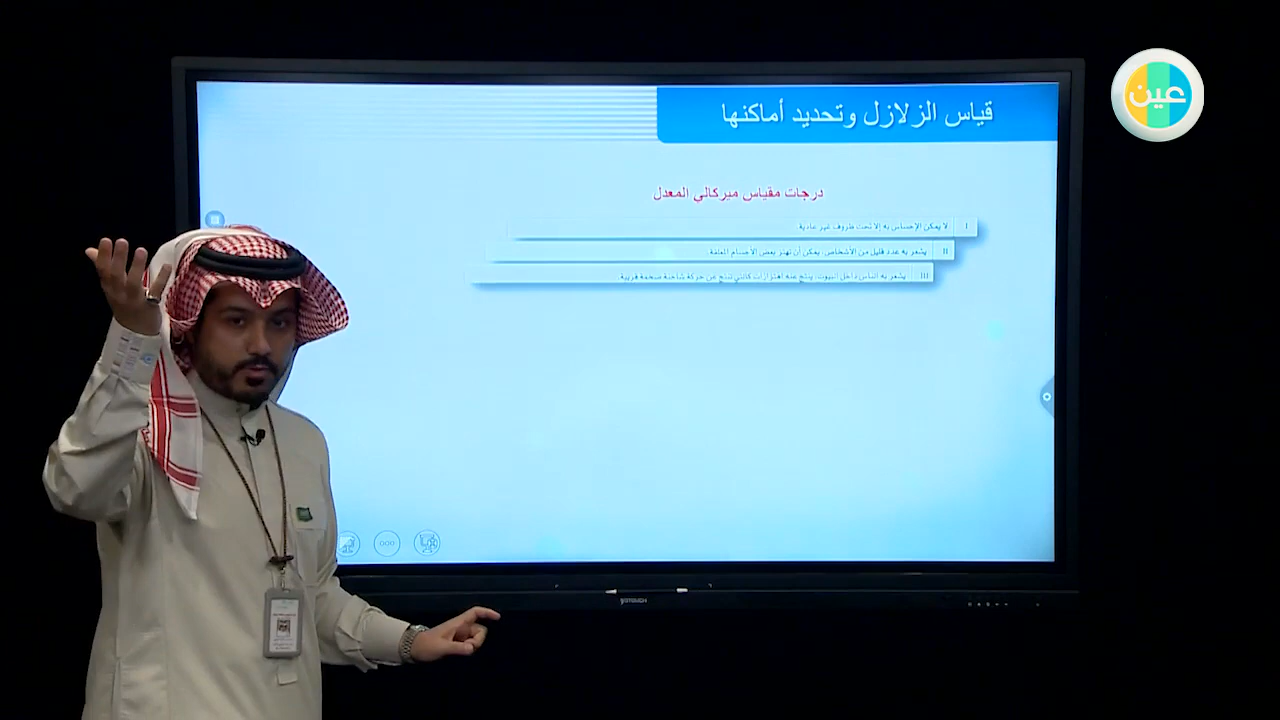 عين
قياس الزلازل وتحديد أماكنها
درجات مقياس ميركالي المعدل
I لا يمكن الإحساس به إلا تحت ظروف غير عادية.
II يشعر به عدد قليل من الأشخاص، يمكن أن تهتز بعض الأجسام المعلقة.
III يشعر به الناس داخل البيوت، ينتج عنه اهتزازات كالتي تنتج عن حركة شاحنة ضخمة قريبة.